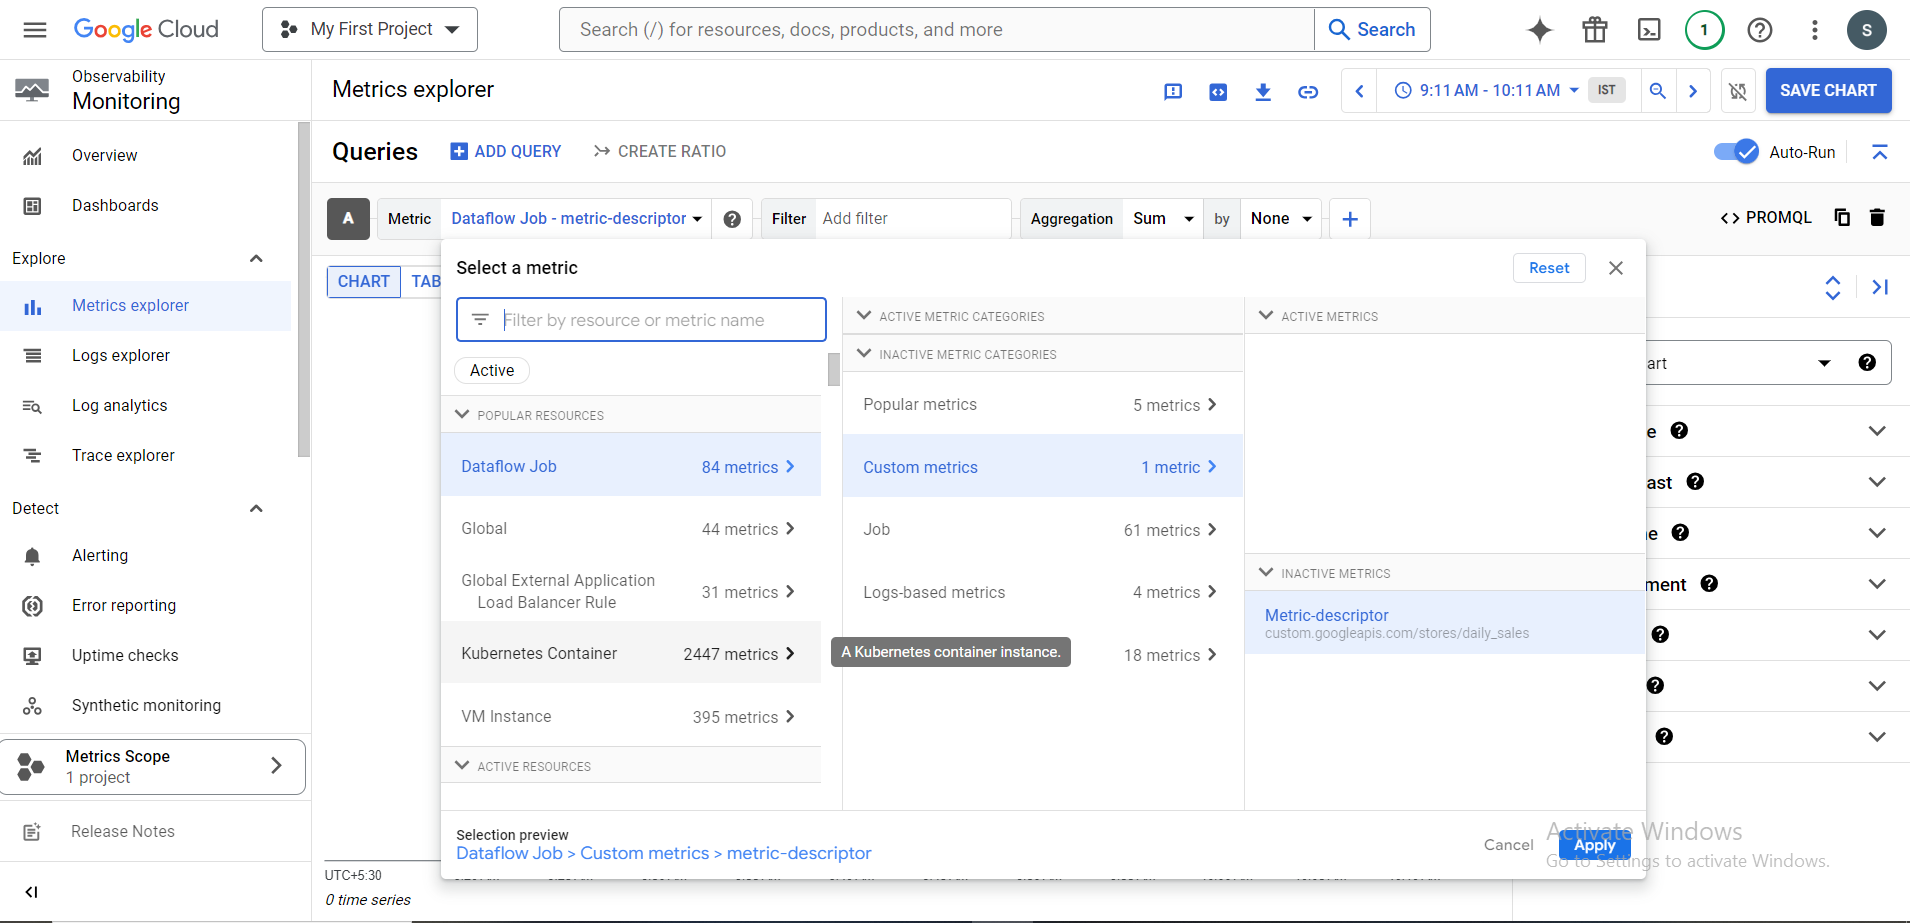 Google Cloud
My First Project
Search (/) for resources, docs, products, and more
Search
1
S
Observability
Monitoring
Metrics explorer
9:11 AM - 10:11 AM
IST
SAVE CHART
Overview
Dashboards
Explore
Metrics explorer
Logs explorer
Log analytics
Trace explorer
Detect
Alerting
Error reporting
Uptime checks
Synthetic monitoring
Metrics Scope
1 project
Release Notes
Queries
ADD QUERY
CREATE RATIO
Auto-Run
A
Metric
Dataflow Job - metric-descriptor
Filter
Add filter
Aggregation
Sum
by
None
PROMQL
CHART
TAB
Select a metric
Reset
Filter by resource or metric name
Active
POPULAR RESOURCES
Dataflow Job
84 metrics
Global
44 metrics
Global External Application
Load Balancer Rule
31 metrics
Kubernetes Container
2447 metrics
VM Instance
395 metrics
ACTIVE RESOURCES
ACTIVE METRIC CATEGORIES
INACTIVE METRIC CATEGORIES
Popular metrics
5 metrics
Custom metrics
1 metric
Job
61 metrics
Logs-based metrics
4 metrics
A Kubernetes container instance.
18 metrics
ACTIVE METRICS
INACTIVE METRICS
Metric-descriptor
custom.googleapis.com/stores/daily_sales
Selection preview
Dataflow Job > Custom metrics > metric-descriptor
Cancel
Apply
art
e
ast
ne
ment
Activate Windows
Go to Settings to activate Windows.
UTC+5:30
0 time series